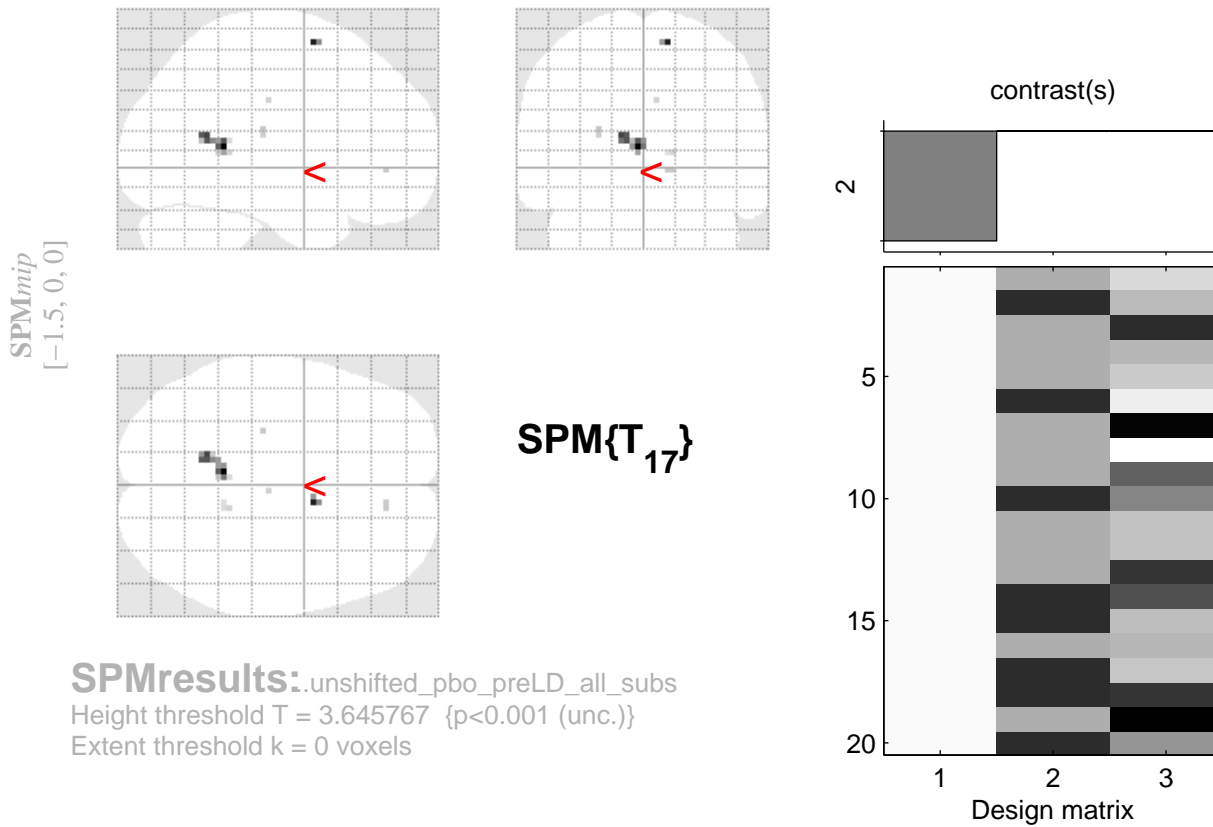 SPMmip
[−1.5, 0, 0]
<
<
<
SPM{T17}
SPMresults:..unshifted_pbo_preLD_all_subs
Height threshold T = 3.645767 {p<0.001 (unc.)}
Extent threshold k = 0 voxels
contrast(s)
2
5
10
15
20
1 2 3
Design matrix